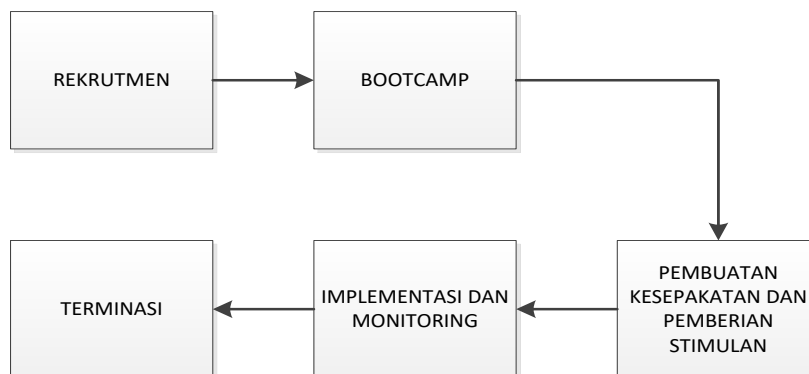 REKRUTMEN
BOOTCAMP
PEMBUATAN
KESEPAKATAN DAN
PEMBERIAN
STIMULAN
IMPLEMENTASI DAN
MONITORING
TERMINASI